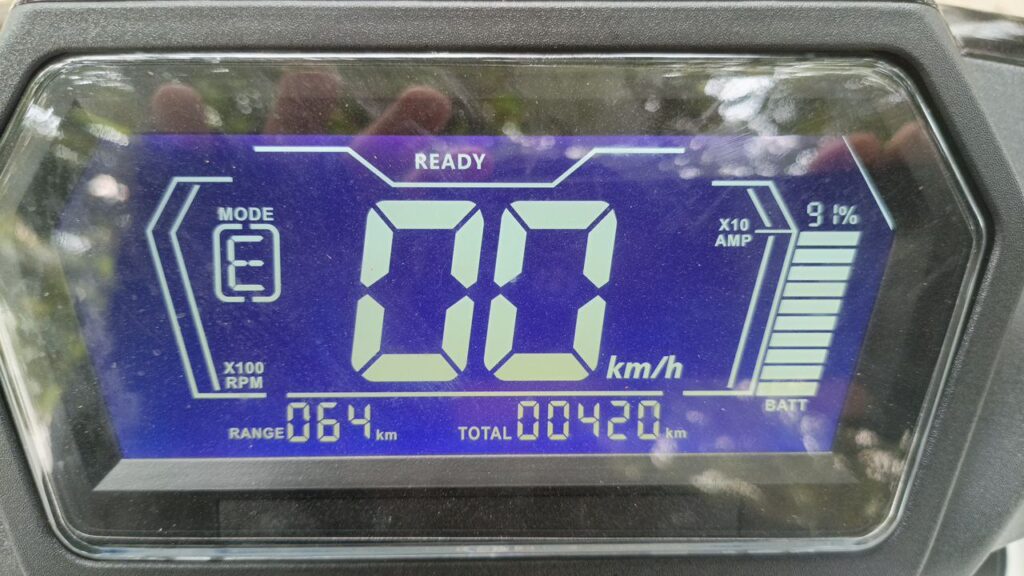 READY
MODE
E
00 km/h
X10
AMP
91%
X100
RPM
BATT
RANGE 064 km
TOTAL 00420 km